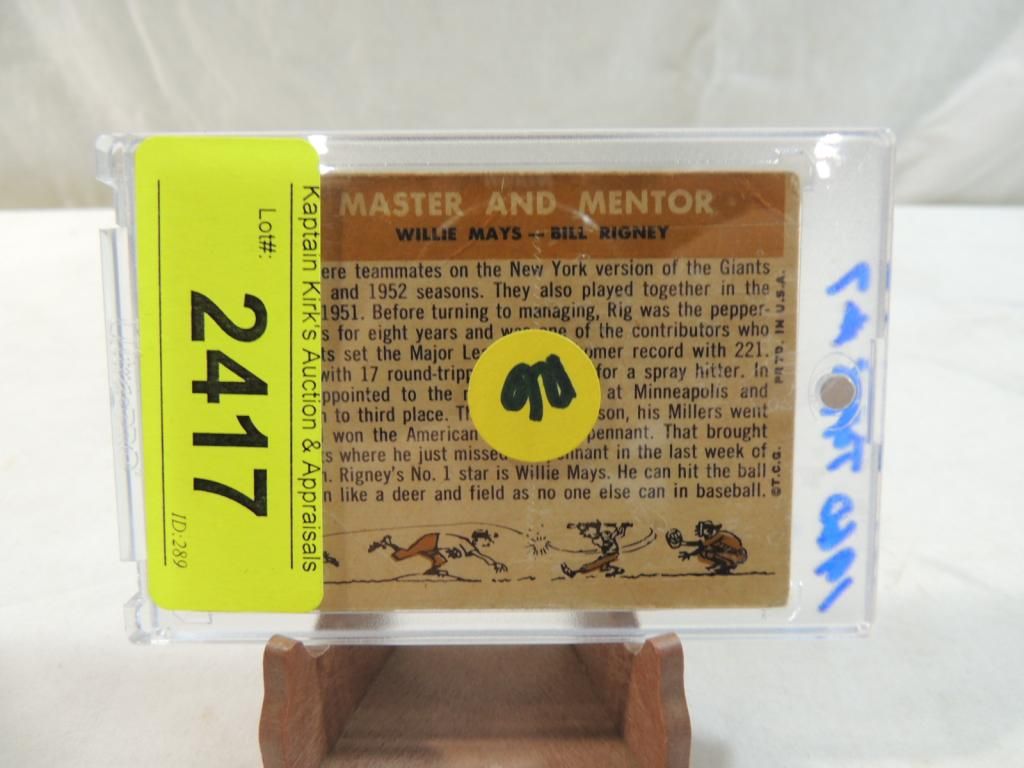 Kaptain Kirk's Auction & Appraisals
Lot#:
2417
ID:289
MASTER AND MENTOR
WILLIE MAYS — BILL RIGNEY
ere teammates on the New York version of the Giants
and 1952 seasons. They also played together in the
1951. Before turning to managing, Rig was the pepper-
s for eight years and was one of the contributors who
ts set the Major Lea omer record with 221.
with 17 round-tripp for a spray hitter. In
ppointed to the at Minneapolis and
to third place. Th son, his Millers went
won the American pennant. That brought
s where he just missed nnant in the last week of
. Rigney's No. 1 star is Willie Mays. He can hit the ball
n like a deer and field as no one else can in baseball.
©T.C.G. PRTD. IN U.S.A.